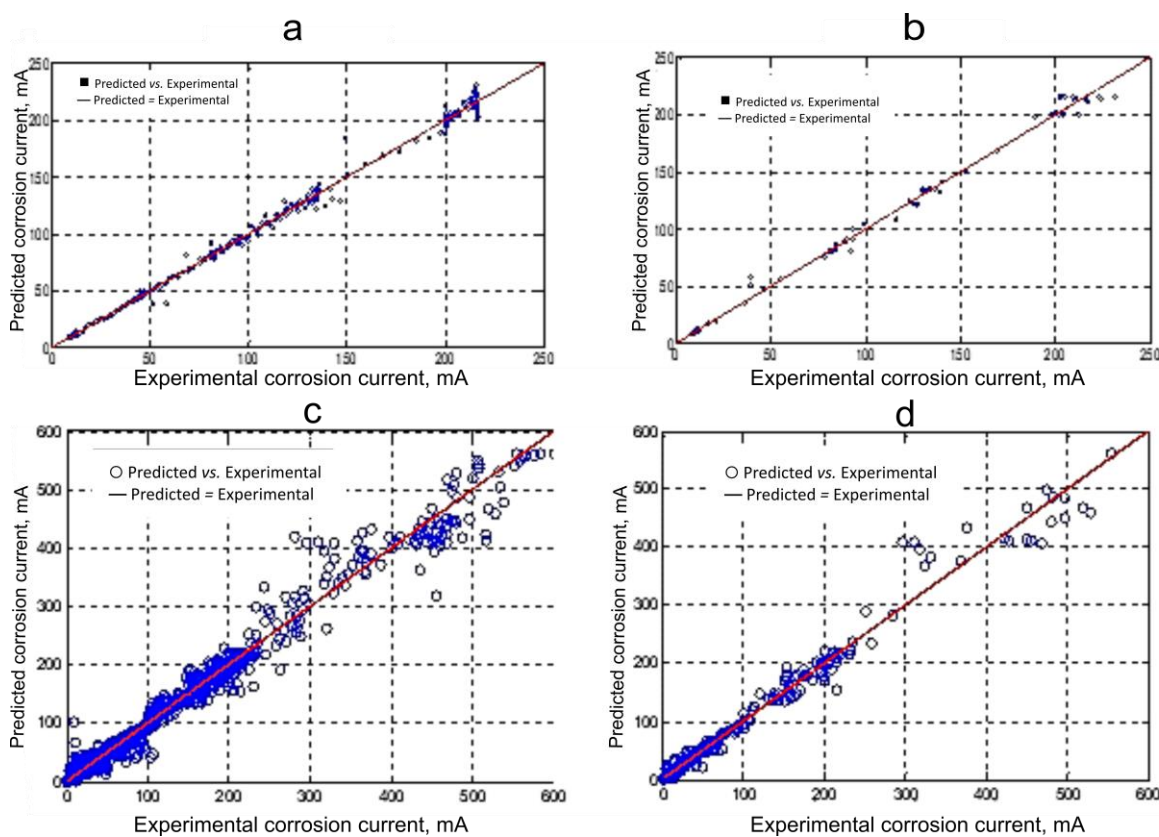 a
250
200
150
100
50
0
Predicted corrosion current, mA
■ Predicted vs. Experimental
— Predicted = Experimental
0 50 100 150 200 250
Experimental corrosion current, mA
b
250
200
150
100
50
0
Predicted corrosion current, mA
■ Predicted vs. Experimental
— Predicted = Experimental
0 50 100 150 200 250
Experimental corrosion current, mA
c
600
500
400
300
200
100
0
Predicted corrosion current, mA
○ Predicted vs. Experimental
— Predicted = Experimental
0 100 200 300 400 500 600
Experimental corrosion current, mA
d
600
500
400
300
200
100
0
Predicted corrosion current, mA
○ Predicted vs. Experimental
— Predicted = Experimental
0 100 200 300 400 500 600
Experimental corrosion current, mA